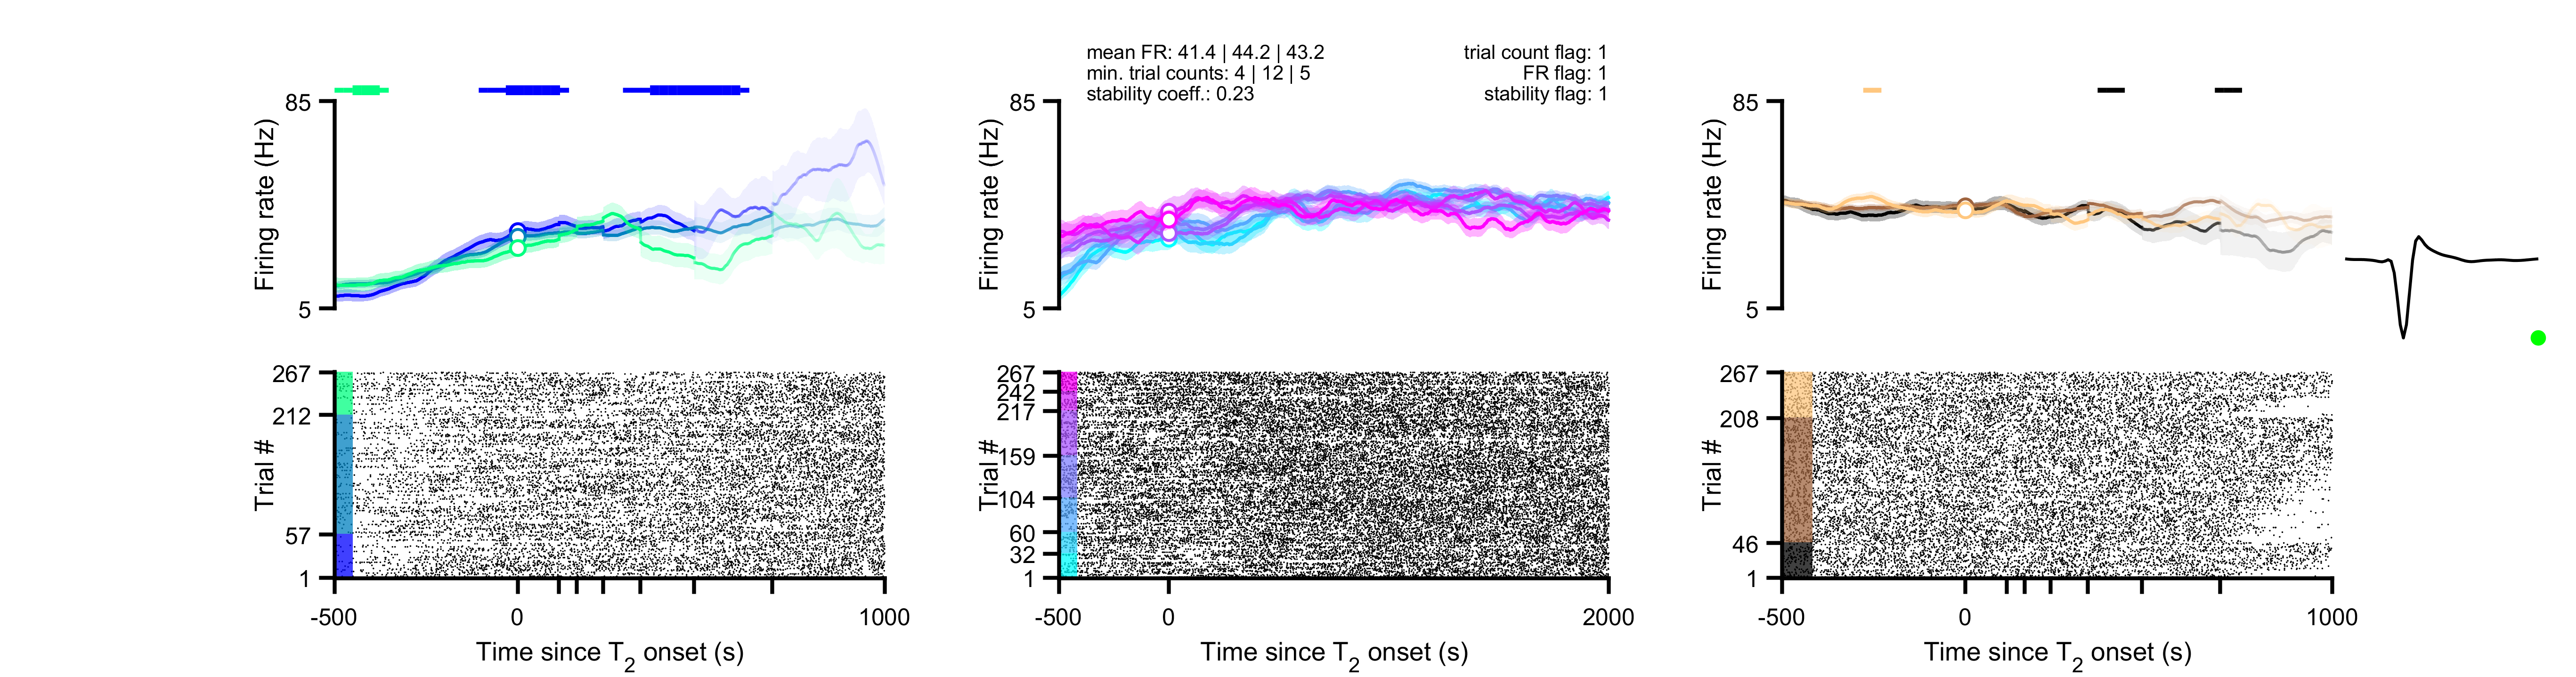 mean FR: 41.4 | 44.2 | 43.2
min. trial counts: 4 | 12 | 5
stability coeff.: 0.23
trial count flag: 1
FR flag: 1
stability flag: 1
85
Firing rate (Hz)
5
85
Firing rate (Hz)
5
85
Firing rate (Hz)
5
267
212
Trial #
57
1
-500
0
1000
Time since T2 onset (s)
267
242
217
159
Trial #
104
60
32
1
-500
0
2000
Time since T2 onset (s)
267
208
Trial #
46
1
-500
0
1000
Time since T2 onset (s)